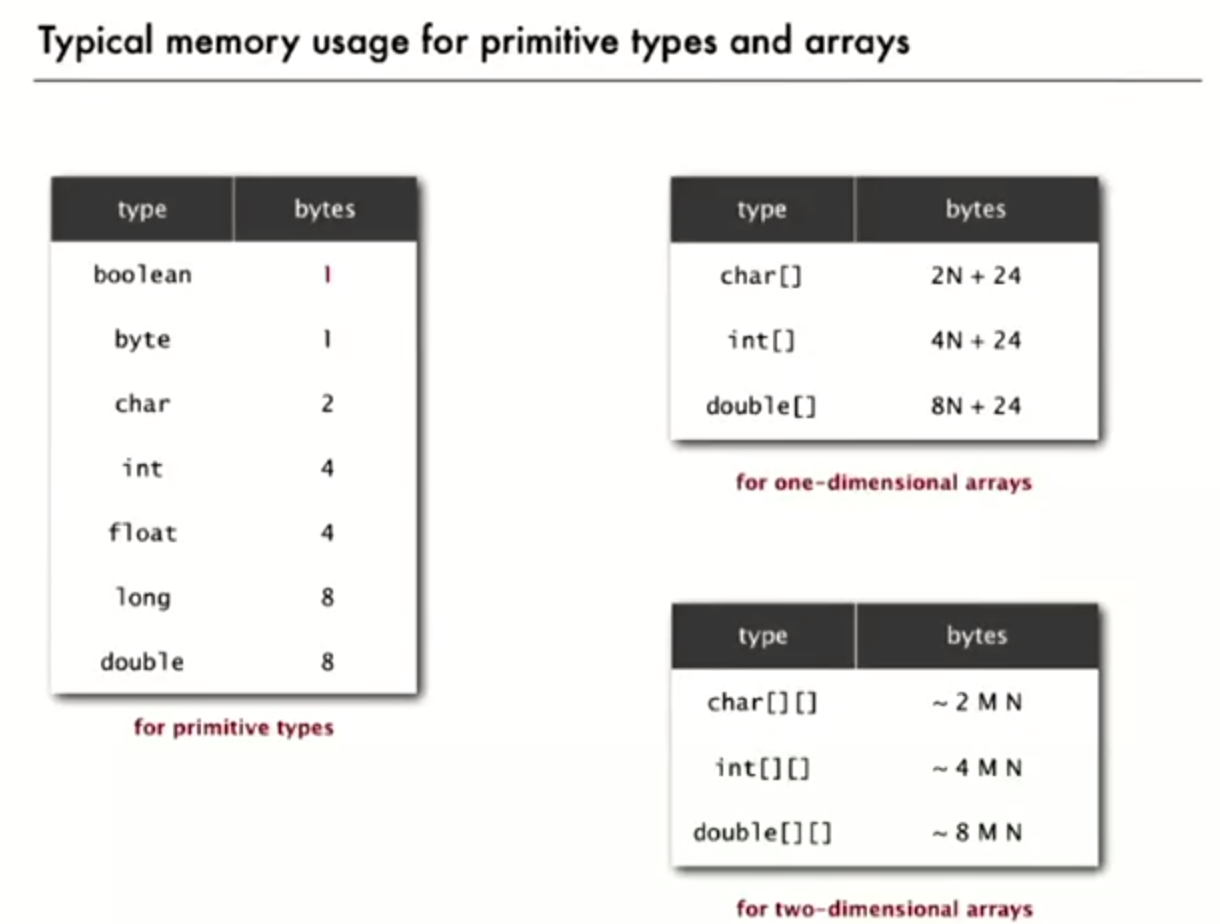 Typical memory usage for primitive types and arrays
type bytes
boolean 1
byte 1
char 2
int 4
float 4
long 8
double 8
for primitive types
type bytes
char[] 2N + 24
int[] 4N + 24
double[] 8N + 24
for one-dimensional arrays
type bytes
char[][] ~ 2 M N
int[][] ~ 4 M N
double[][] ~ 8 M N
for two-dimensional arrays